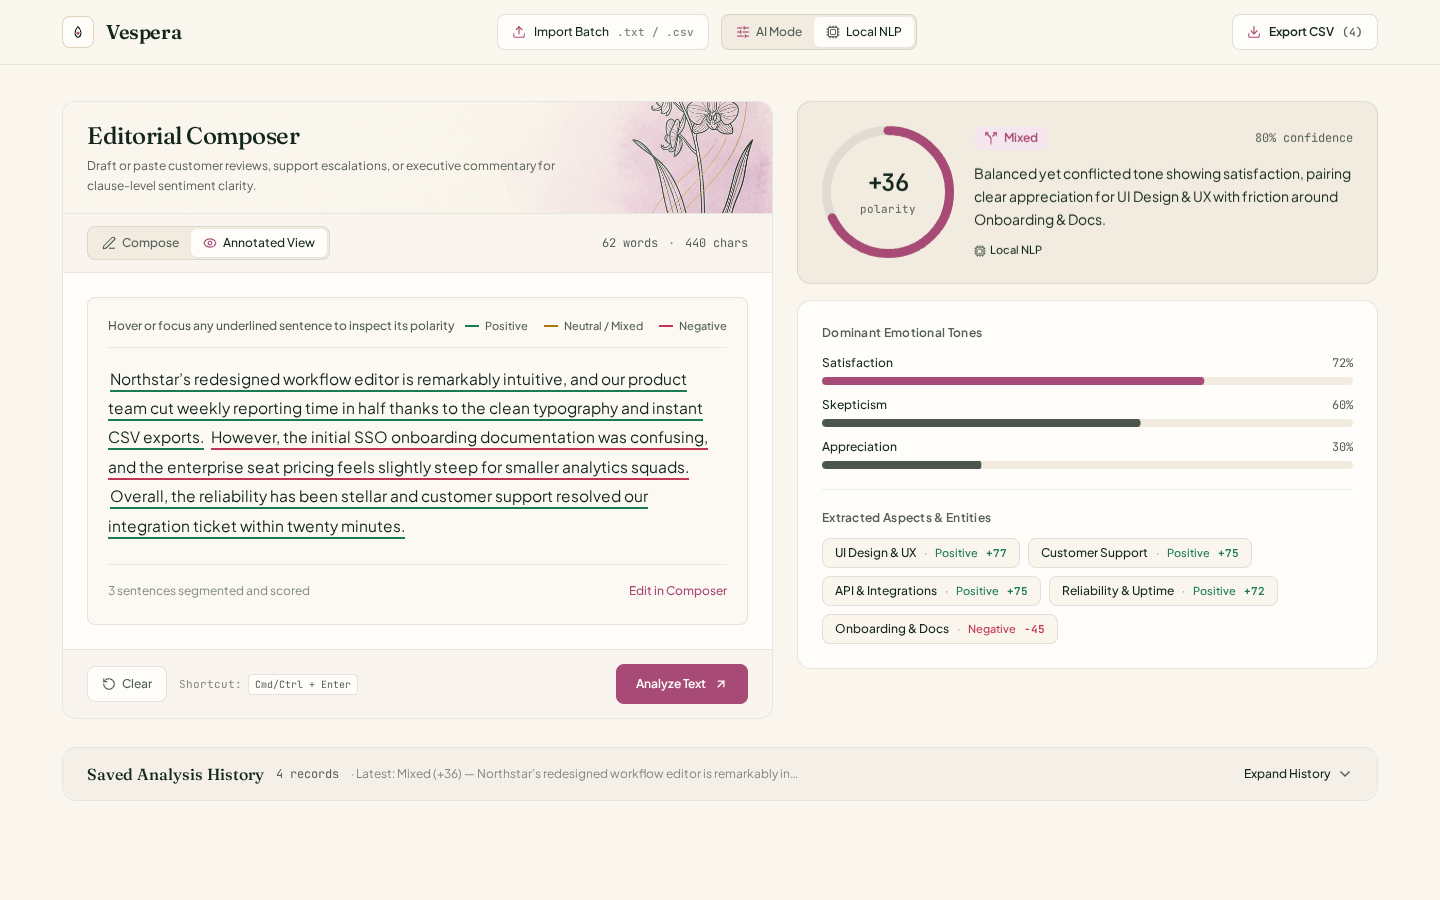 Vespera
Import Batch .txt / .csv
AI Mode
Local NLP
Export CSV (4)
Editorial Composer
Draft or paste customer reviews, support escalations, or executive commentary for
clause-level sentiment clarity.
Compose
Annotated View
62 words · 440 chars
Hover or focus any underlined sentence to inspect its polarity
Positive
Neutral / Mixed
Negative
Northstar's redesigned workflow editor is remarkably intuitive, and our product
team cut weekly reporting time in half thanks to the clean typography and instant
CSV exports. However, the initial SSO onboarding documentation was confusing,
and the enterprise seat pricing feels slightly steep for smaller analytics squads.
Overall, the reliability has been stellar and customer support resolved our
integration ticket within twenty minutes.
3 sentences segmented and scored
Edit in Composer
Clear
Shortcut: Cmd/Ctrl + Enter
Analyze Text
+36
polarity
Mixed
80% confidence
Balanced yet conflicted tone showing satisfaction, pairing
clear appreciation for UI Design & UX with friction around
Onboarding & Docs.
Local NLP
Dominant Emotional Tones
Satisfaction 72%
Skepticism 60%
Appreciation 30%
Extracted Aspects & Entities
UI Design & UX · Positive +77
Customer Support · Positive +75
API & Integrations · Positive +75
Reliability & Uptime · Positive +72
Onboarding & Docs · Negative -45
Saved Analysis History 4 records · Latest: Mixed (+36) — Northstar's redesigned workflow editor is remarkably in...
Expand History